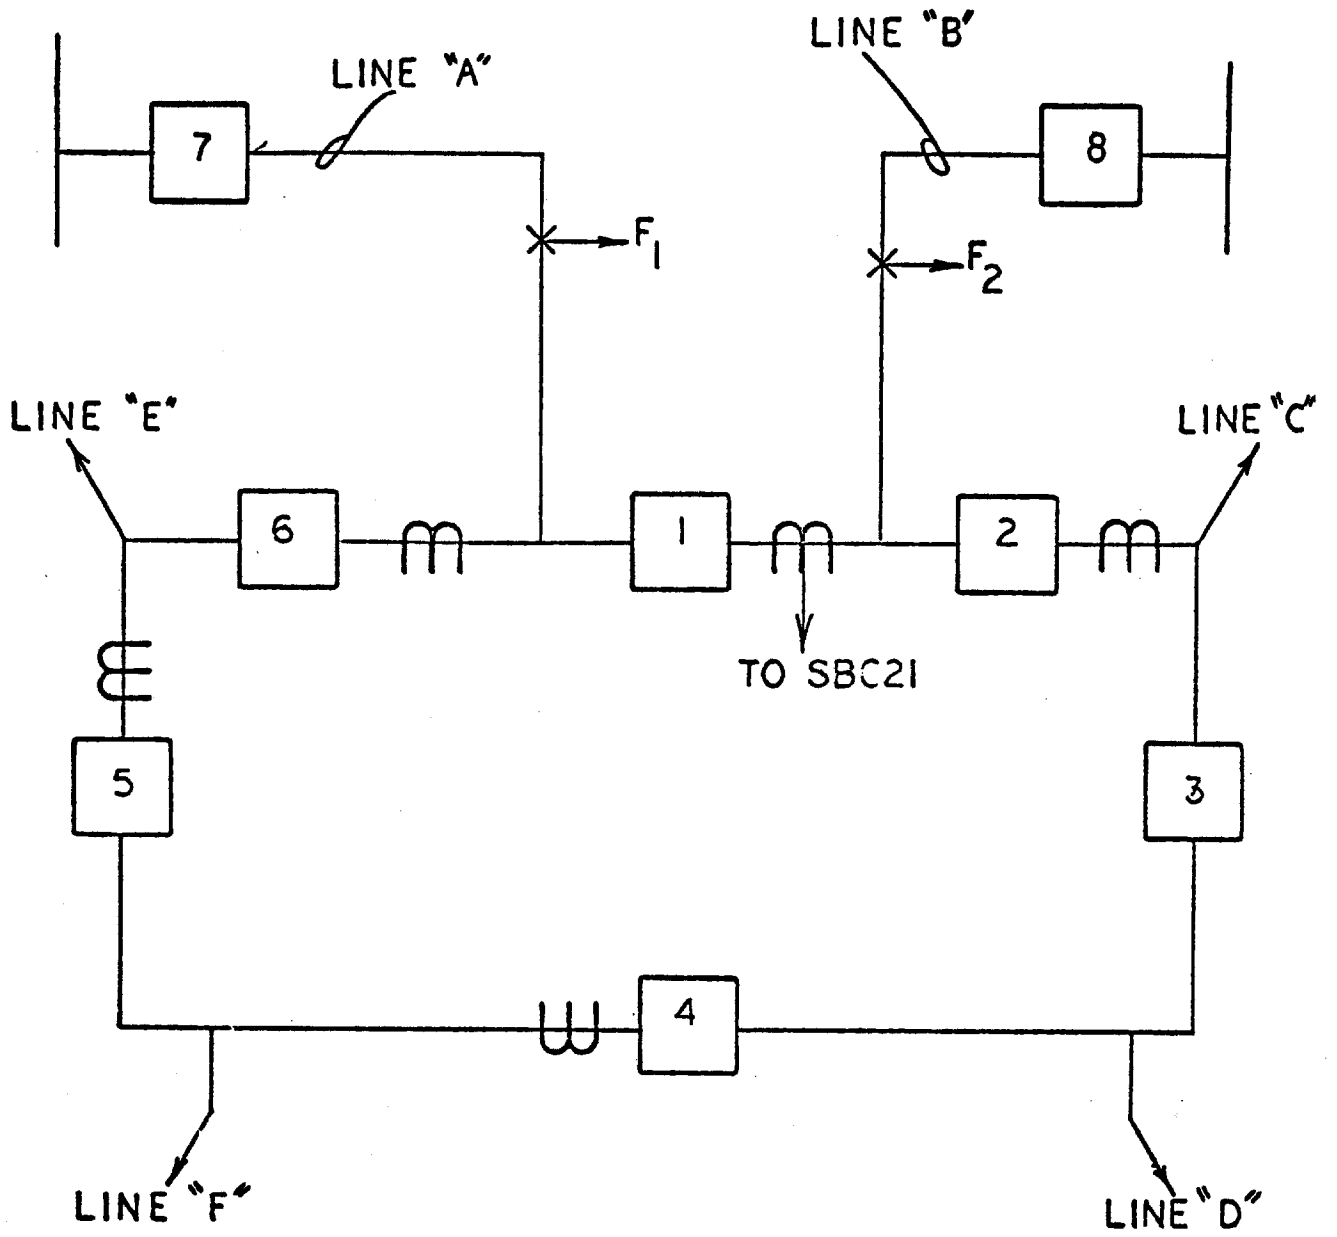 LINE "A"
LINE "B"
7
8
F1
F2
LINE "E"
LINE "C"
6
1
2
TO SBC21
5
3
4
LINE "F"
LINE "D"